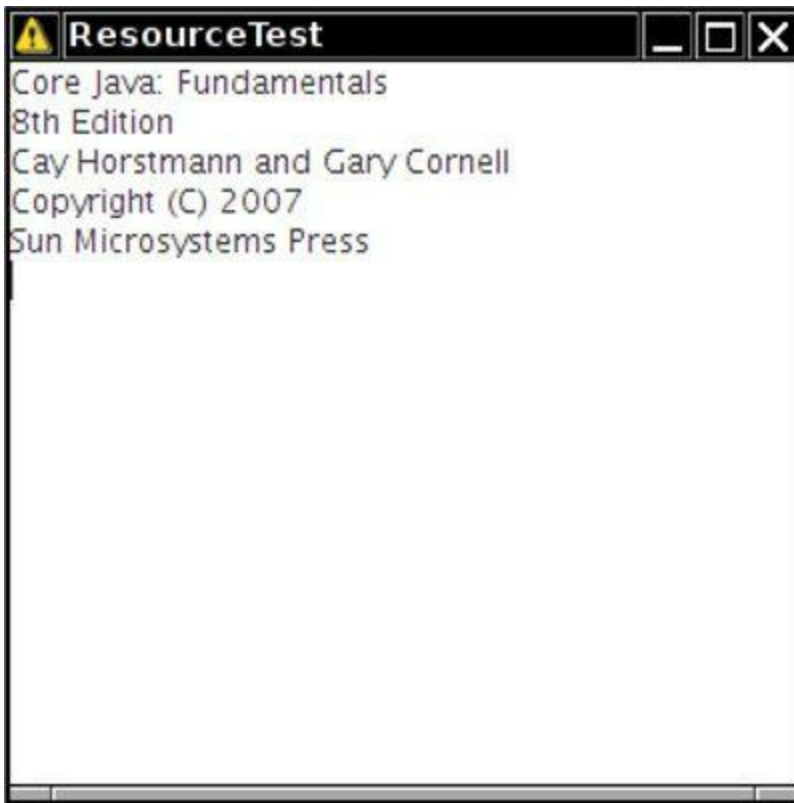 ResourceTest
Core Java: Fundamentals
8th Edition
Cay Horstmann and Gary Cornell
Copyright (C) 2007
Sun Microsystems Press